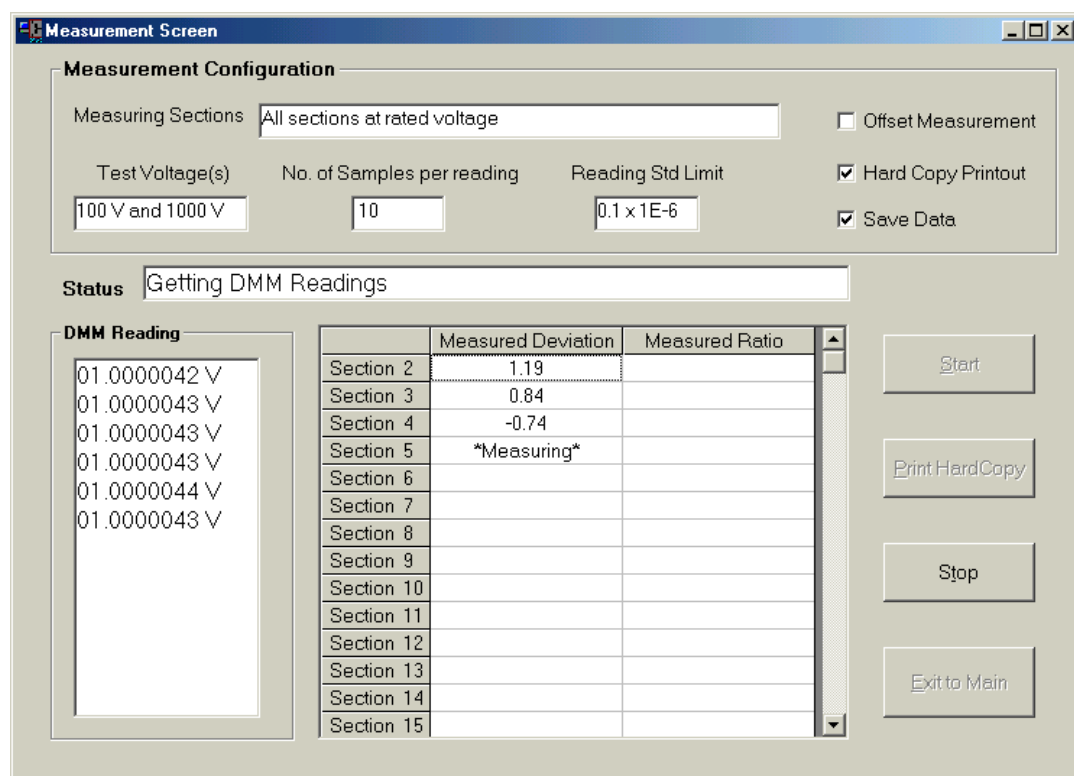 Measurement Screen
Measurement Configuration
Measuring Sections All sections at rated voltage
Offset Measurement
Test Voltage(s) No. of Samples per reading Reading Std Limit
Hard Copy Printout
100 V and 1000 V 10 0.1 x 1E-6
Save Data
Status Getting DMM Readings
DMM Reading
01.0000042 V
01.0000043 V
01.0000043 V
01.0000043 V
01.0000044 V
01.0000043 V
Measured Deviation Measured Ratio
Section 2 1.19
Section 3 0.84
Section 4 -0.74
Section 5 *Measuring*
Section 6
Section 7
Section 8
Section 9
Section 10
Section 11
Section 12
Section 13
Section 14
Section 15
Start
Print HardCopy
Stop
Exit to Main